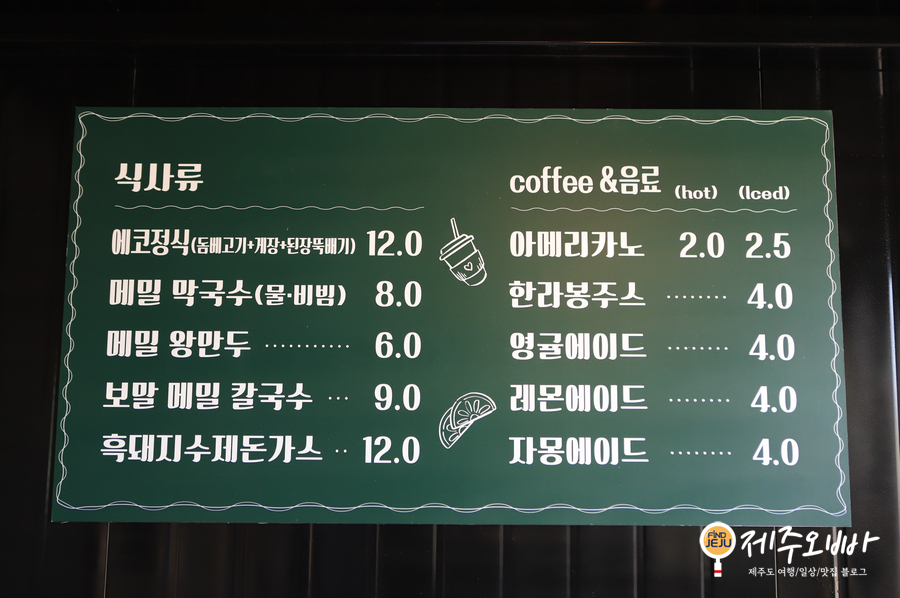 식사류
에코정식(돔베고기+게장+된장뚝배기) 12.0
메밀 막국수(물·비빔) 8.0
메밀 왕만두 ··········· 6.0
보말 메밀 칼국수 ··· 9.0
흑돼지수제돈가스 ·· 12.0
coffee &음료 (hot) (Iced)
아메리카노 2.0 2.5
한라봉주스 ········ 4.0
영귤에이드 ········ 4.0
레몬에이드 ········ 4.0
자몽에이드 ········ 4.0
FIND JEJU
제주오빠
제주도 여행/일상/맛집 블로그